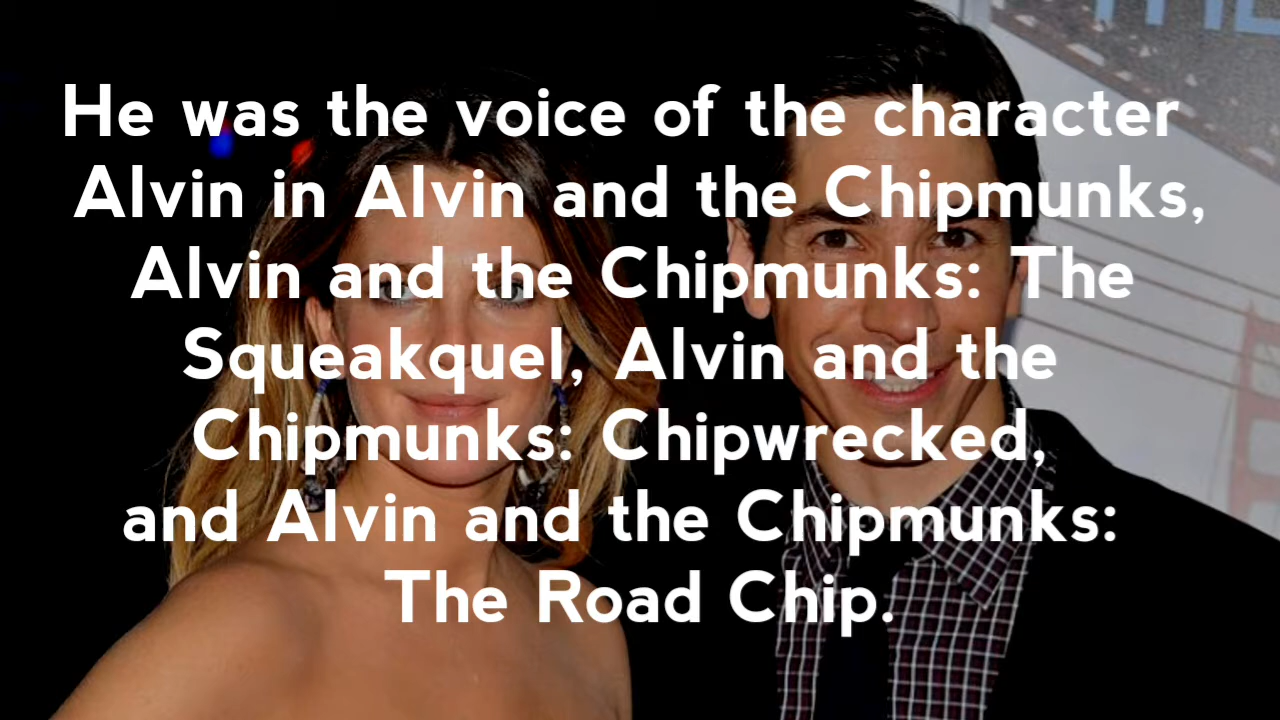 He was the voice of the character
Alvin in Alvin and the Chipmunks,
Alvin and the Chipmunks: The
Squeakquel, Alvin and the
Chipmunks: Chipwrecked,
and Alvin and the Chipmunks:
The Road Chip.